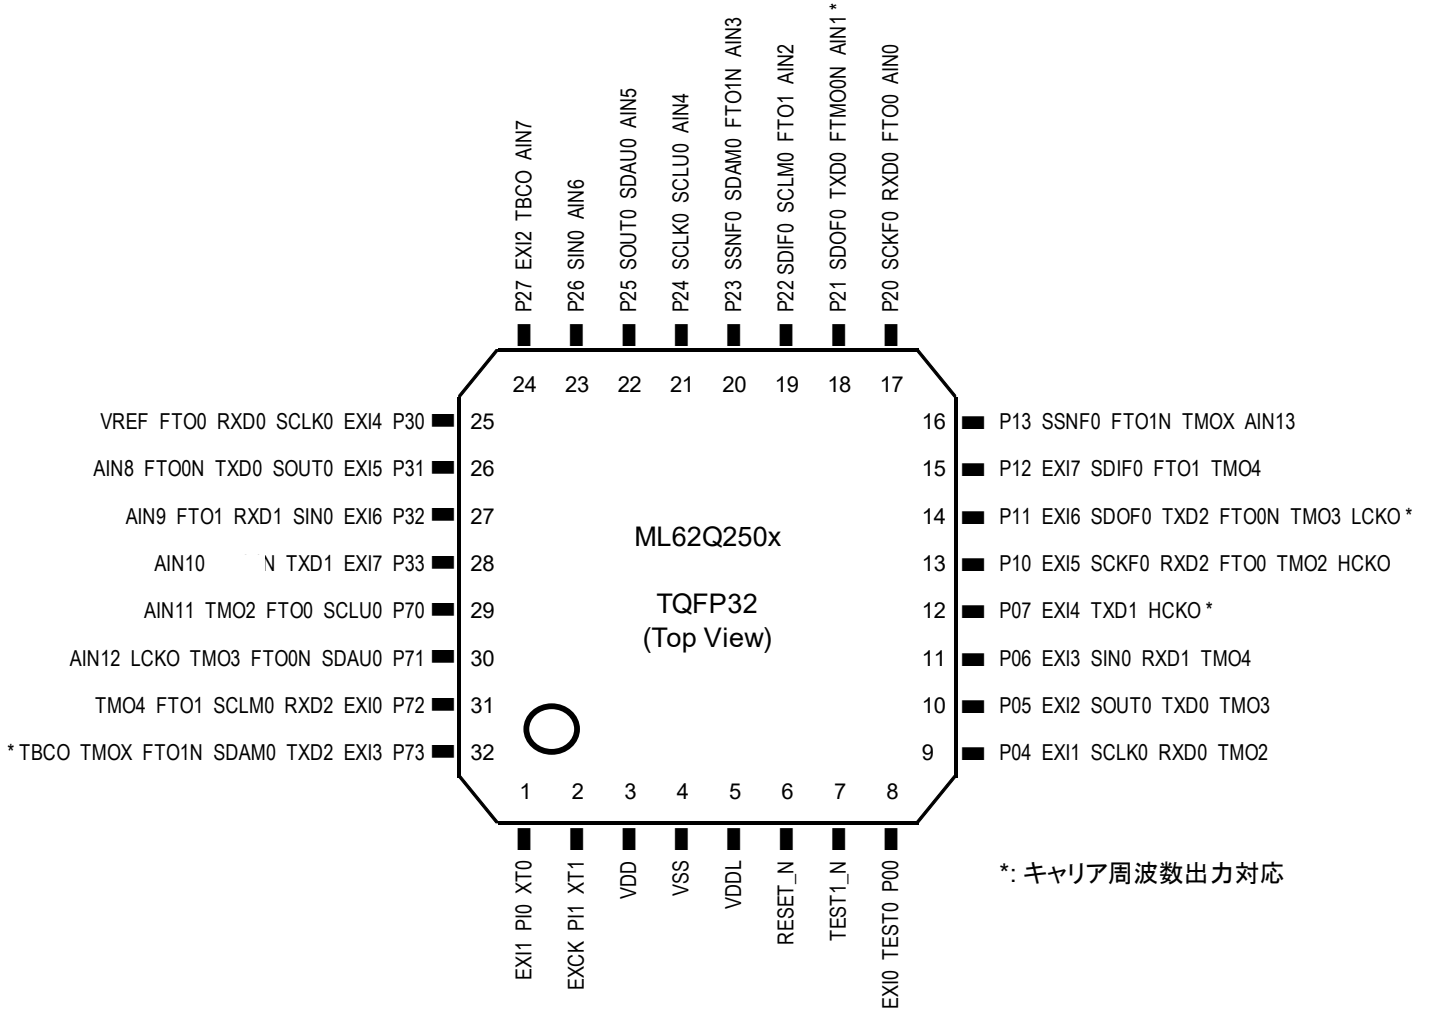 P27 EXI2 TBCO AIN7
P26 SIN0 AIN6
P25 SOUT0 SDAU0 AIN5
P24 SCLK0 SCLU0 AIN4
P23 SSNF0 SDAM0 FTO1N AIN3
P22 SDIF0 SCLM0 FTO1 AIN2
P21 SDOF0 TXD0 FTMO0N AIN1*
P20 SCKF0 RXD0 FTO0 AIN0
24 23 22 21 20 19 18 17
VREF FTO0 RXD0 SCLK0 EXI4 P30 25
AIN8 FTO0N TXD0 SOUT0 EXI5 P31 26
AIN9 FTO1 RXD1 SIN0 EXI6 P32 27
AIN10 N TXD1 EXI7 P33 28
AIN11 TMO2 FTO0 SCLU0 P70 29
AIN12 LCKO TMO3 FTO0N SDAU0 P71 30
TMO4 FTO1 SCLM0 RXD2 EXI0 P72 31
*TBCO TMOX FTO1N SDAM0 TXD2 EXI3 P73 32
ML62Q250x
TQFP32
(Top View)
16 P13 SSNF0 FTO1N TMOX AIN13
15 P12 EXI7 SDIF0 FTO1 TMO4
14 P11 EXI6 SDOF0 TXD2 FTO0N TMO3 LCKO*
13 P10 EXI5 SCKF0 RXD2 FTO0 TMO2 HCKO
12 P07 EXI4 TXD1 HCKO*
11 P06 EXI3 SIN0 RXD1 TMO4
10 P05 EXI2 SOUT0 TXD0 TMO3
9 P04 EXI1 SCLK0 RXD0 TMO2
1 2 3 4 5 6 7 8
EXI1 PI0 XT0
EXCK PI1 XT1
VDD
VSS
VDDL
RESET_N
TEST1_N
EXI0 TEST0 P00
*: キャリア周波数出力対応